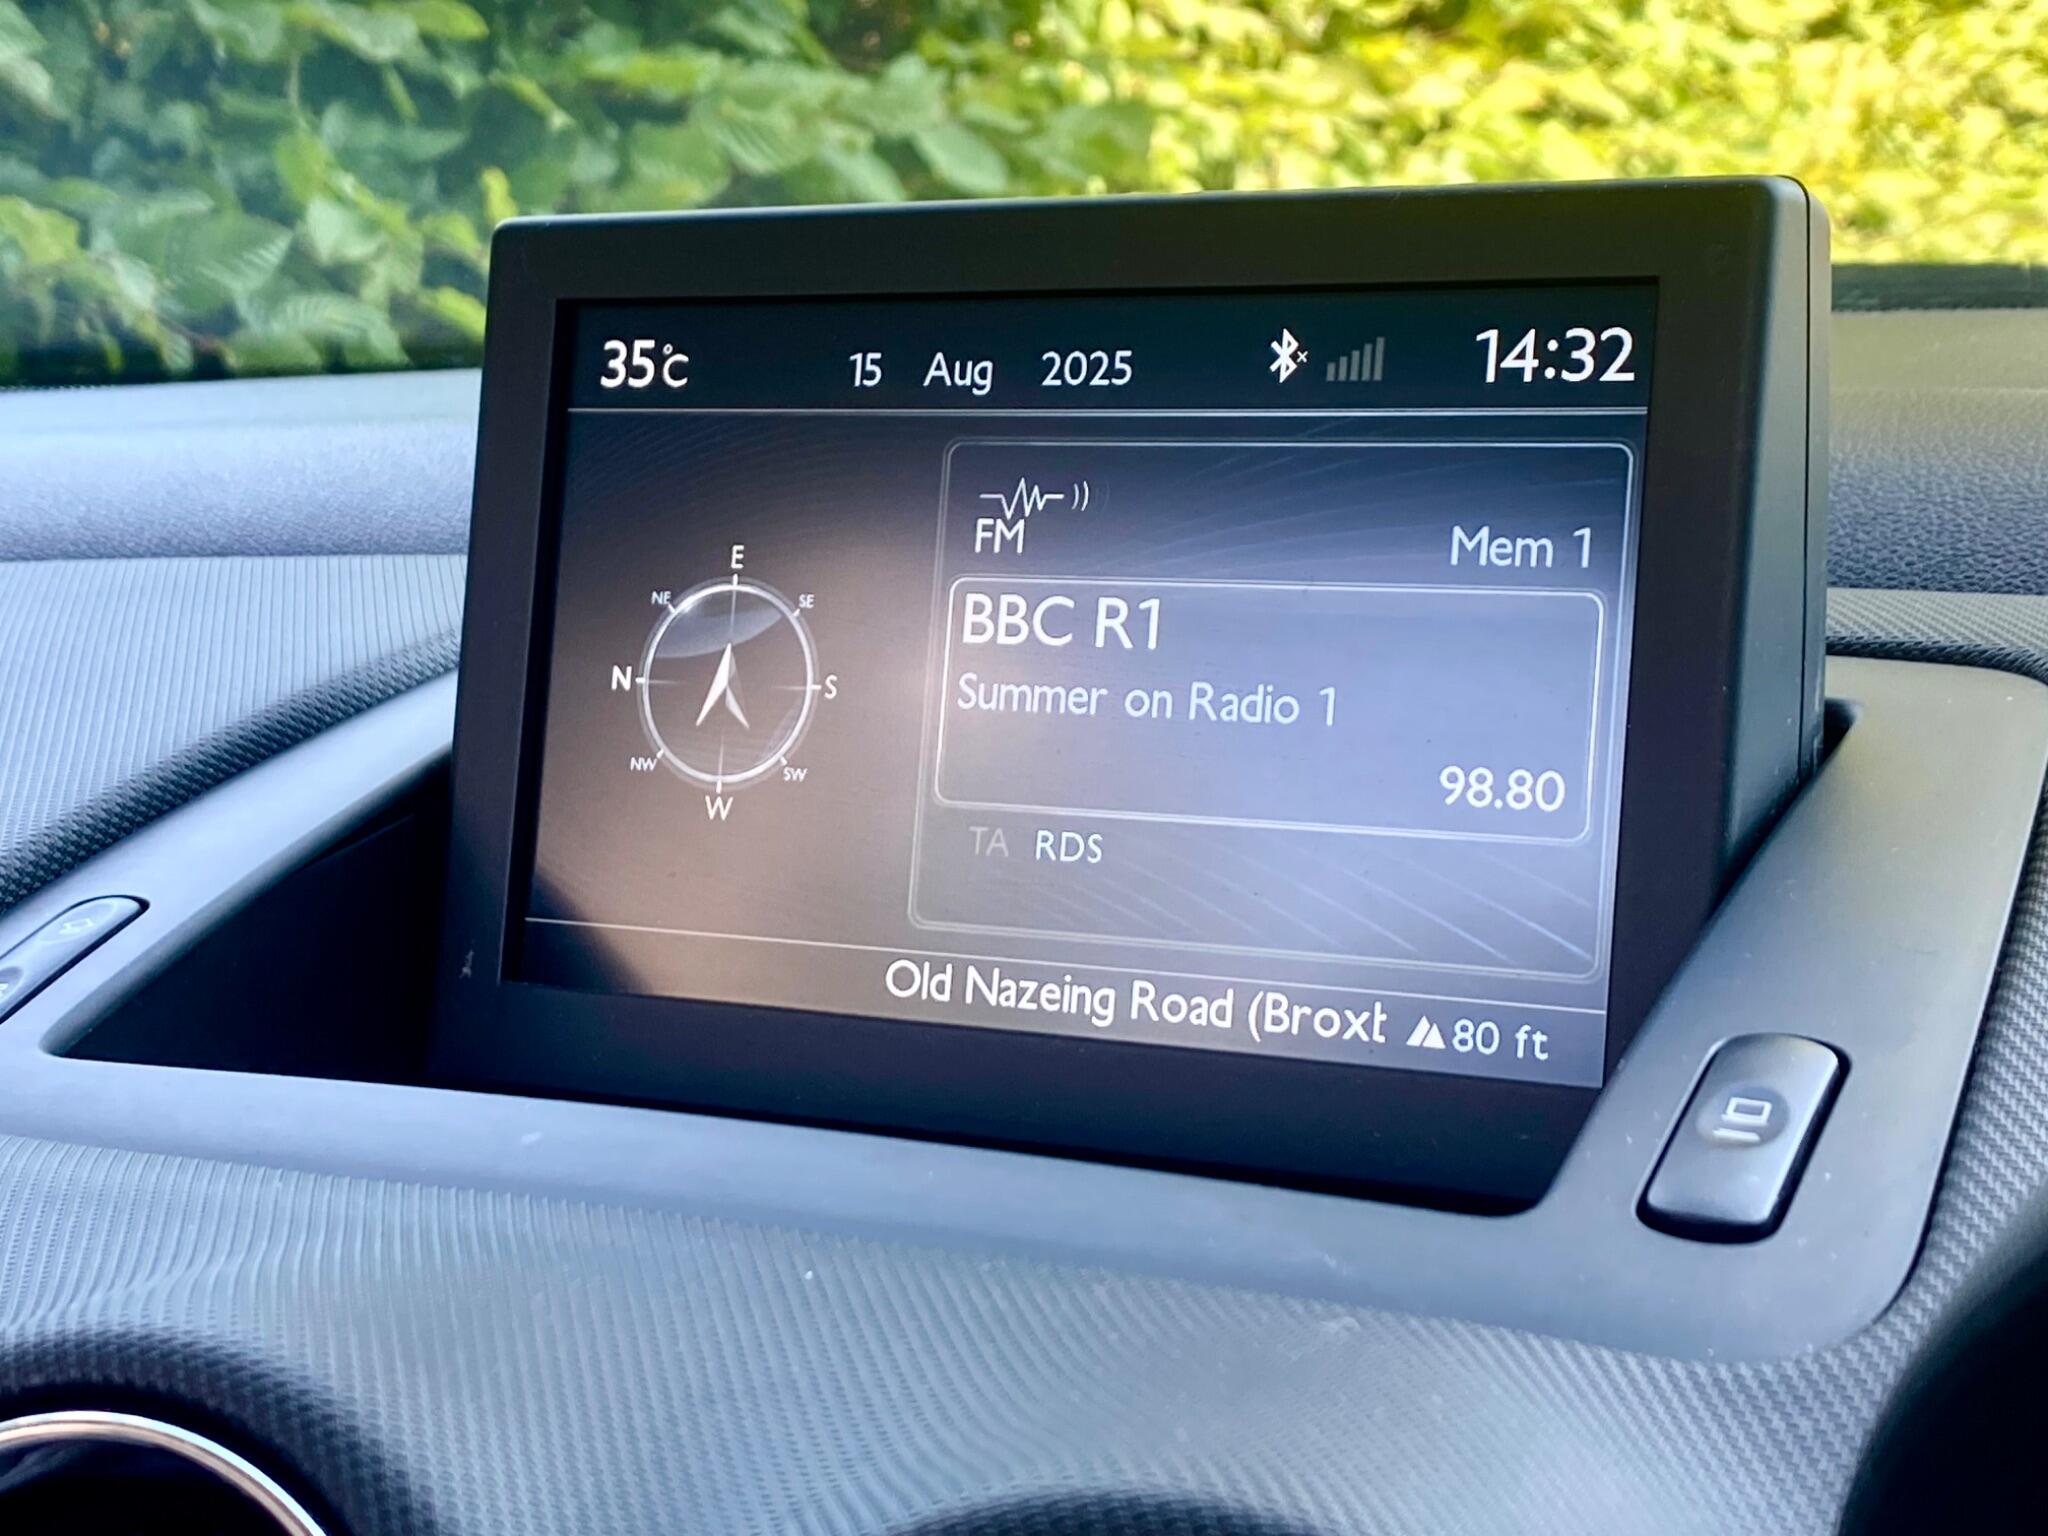 35°C 15 Aug 2025 14:32
FM
Mem 1
BBC R1
Summer on Radio 1
98.80
TA RDS
E
NE SE
N S
NW SW
W
Old Nazeing Road (Broxt 80 ft